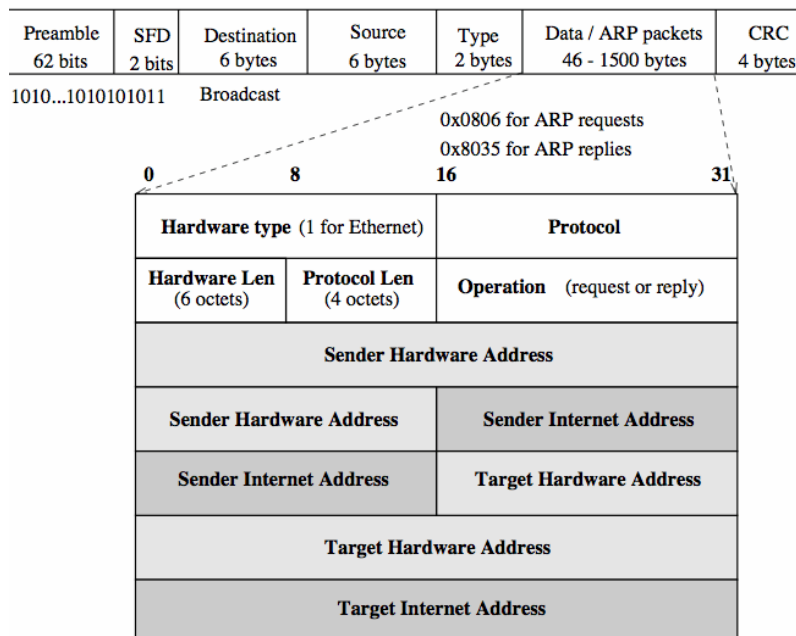 Preamble SFD Destination Source Type Data / ARP packets CRC
62 bits 2 bits 6 bytes 6 bytes 2 bytes 46 - 1500 bytes 4 bytes
1010...1010101011 Broadcast
0x0806 for ARP requests
0x8035 for ARP replies
0 8 16 31
Hardware type (1 for Ethernet) Protocol
Hardware Len Protocol Len Operation (request or reply)
(6 octets) (4 octets)
Sender Hardware Address
Sender Hardware Address Sender Internet Address
Sender Internet Address Target Hardware Address
Target Hardware Address
Target Internet Address